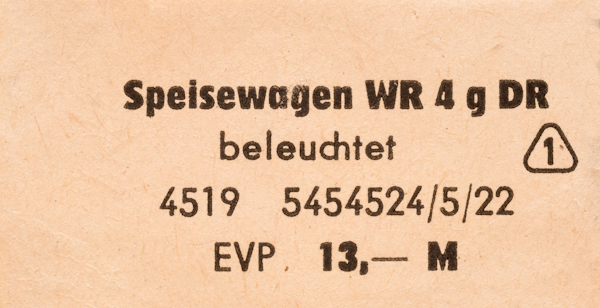 Speisewagen WR 4 g DR
beleuchtet
1
4519 5454524/5/22
EVP 13,— M